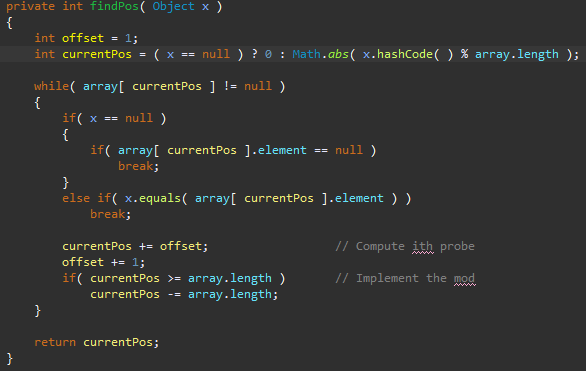 private int findPos( Object x )
{
    int offset = 1;
    int currentPos = ( x == null ) ? 0 : Math.abs( x.hashCode( ) % array.length );

    while( array[ currentPos ] != null )
    {
        if( x == null )
        {
            if( array[ currentPos ].element == null )
                break;
        }
        else if( x.equals( array[ currentPos ].element ) )
                break;

        currentPos += offset;                  // Compute ith probe
        offset += 1;
        if( currentPos >= array.length )       // Implement the mod
            currentPos -= array.length;
    }

    return currentPos;
}